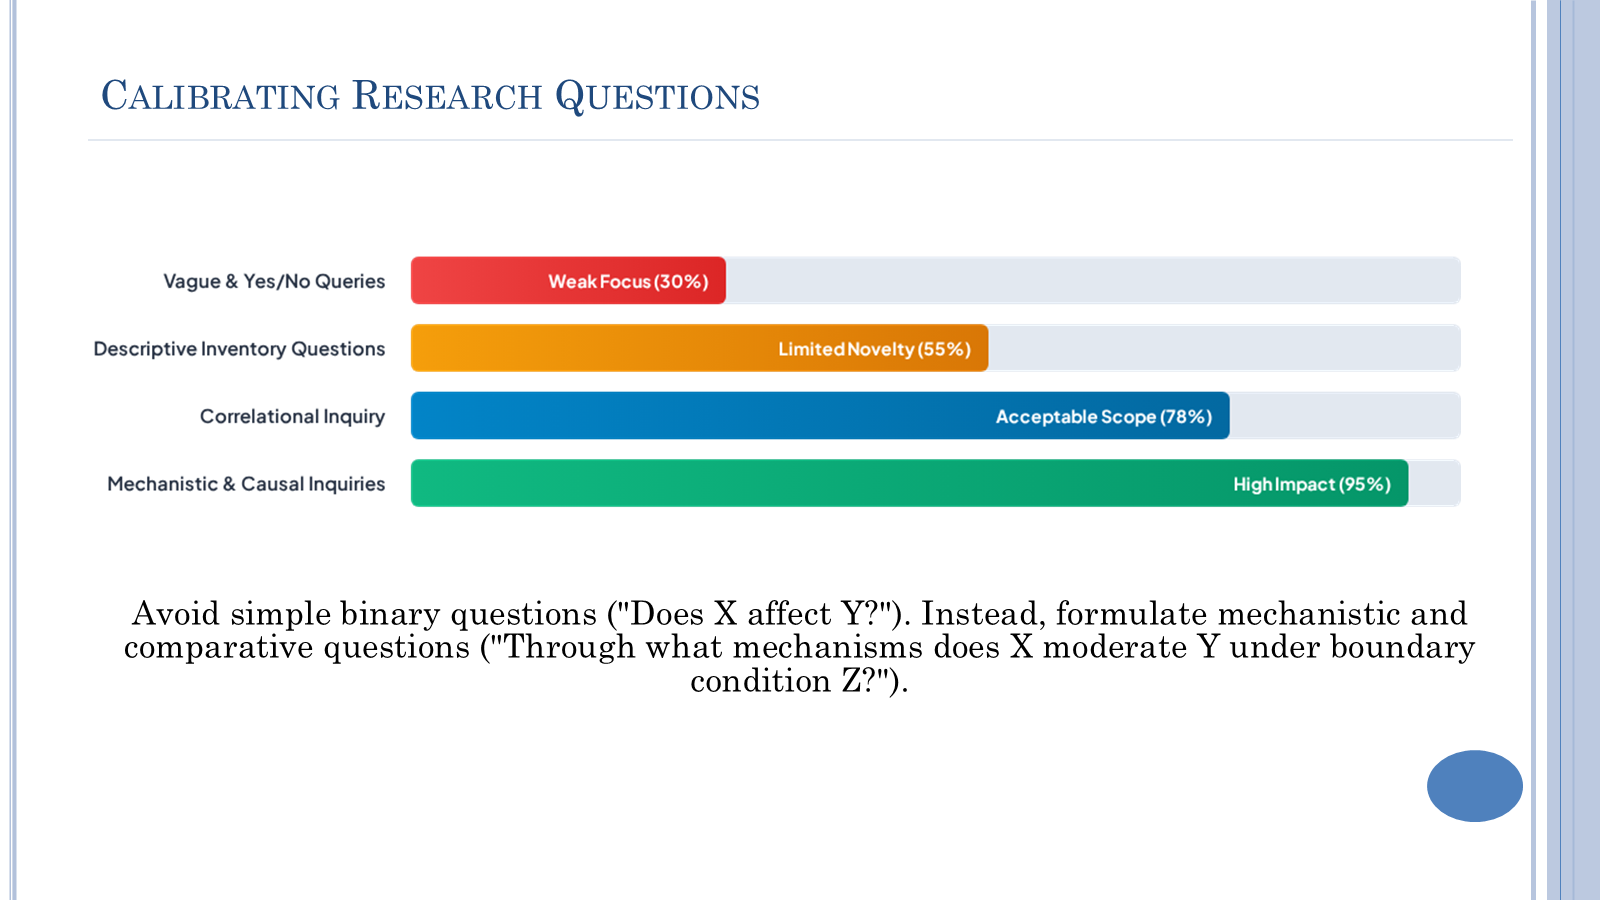 Calibrating Research Questions
Vague & Yes/No Queries
Weak Focus (30%)
Descriptive Inventory Questions
Limited Novelty (55%)
Correlational Inquiry
Acceptable Scope (78%)
Mechanistic & Causal Inquiries
High Impact (95%)
Avoid simple binary questions ("Does X affect Y?"). Instead, formulate mechanistic and
comparative questions ("Through what mechanisms does X moderate Y under boundary
condition Z?").